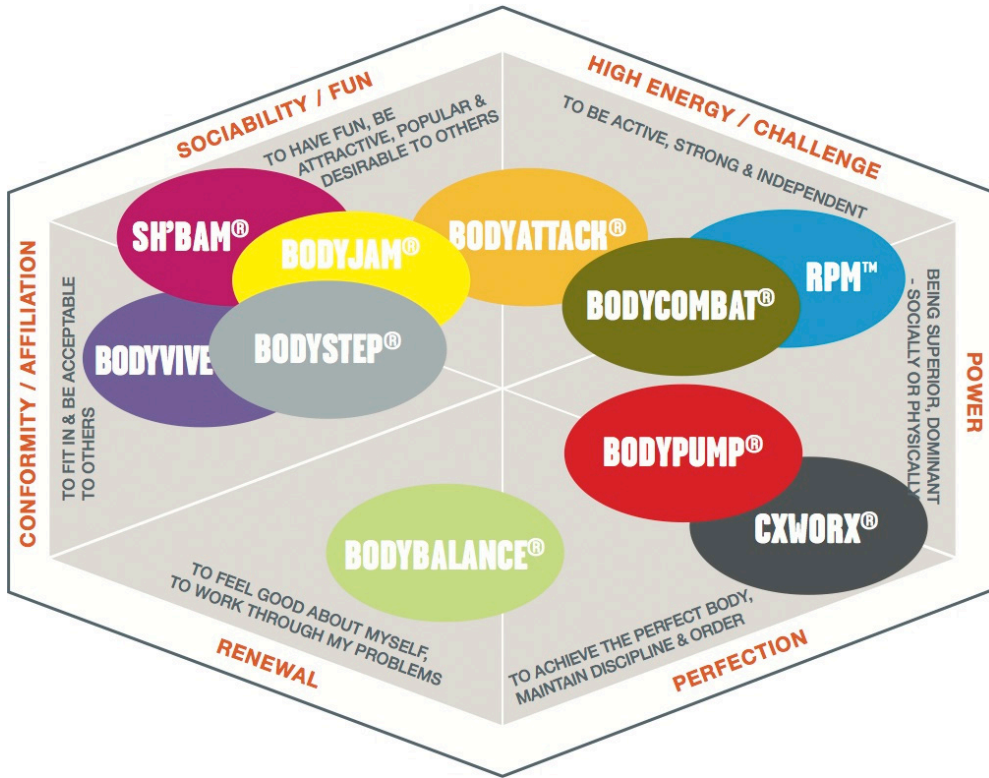 SOCIABILITY / FUN
TO HAVE FUN, BE
ATTRACTIVE, POPULAR &
DESIRABLE TO OTHERS
HIGH ENERGY / CHALLENGE
TO BE ACTIVE, STRONG & INDEPENDENT
SH'BAM®
BODYJAM®
BODYATTACK®
RPM™
BODYCOMBAT®
BODYVIVE
BODYSTEP®
CONFORMITY / AFFILIATION
TO FIT IN & BE ACCEPTABLE
TO OTHERS
BEING SUPERIOR, DOMINANT
- SOCIALLY OR PHYSICALLY
POWER
BODYPUMP®
CXWORX®
BODYBALANCE®
TO FEEL GOOD ABOUT MYSELF,
TO WORK THROUGH MY PROBLEMS
RENEWAL
TO ACHIEVE THE PERFECT BODY,
MAINTAIN DISCIPLINE & ORDER
PERFECTION